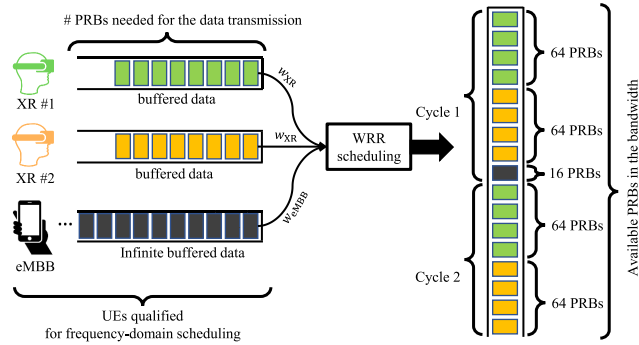 # PRBs needed for the data transmission
XR #1
buffered data
w_XR
XR #2
buffered data
w_XR
eMBB
...
Infinite buffered data
w_eMBB
UEs qualified
for frequency-domain scheduling
WRR
scheduling
Cycle 1
Cycle 2
64 PRBs
64 PRBs
16 PRBs
64 PRBs
64 PRBs
Available PRBs in the bandwidth